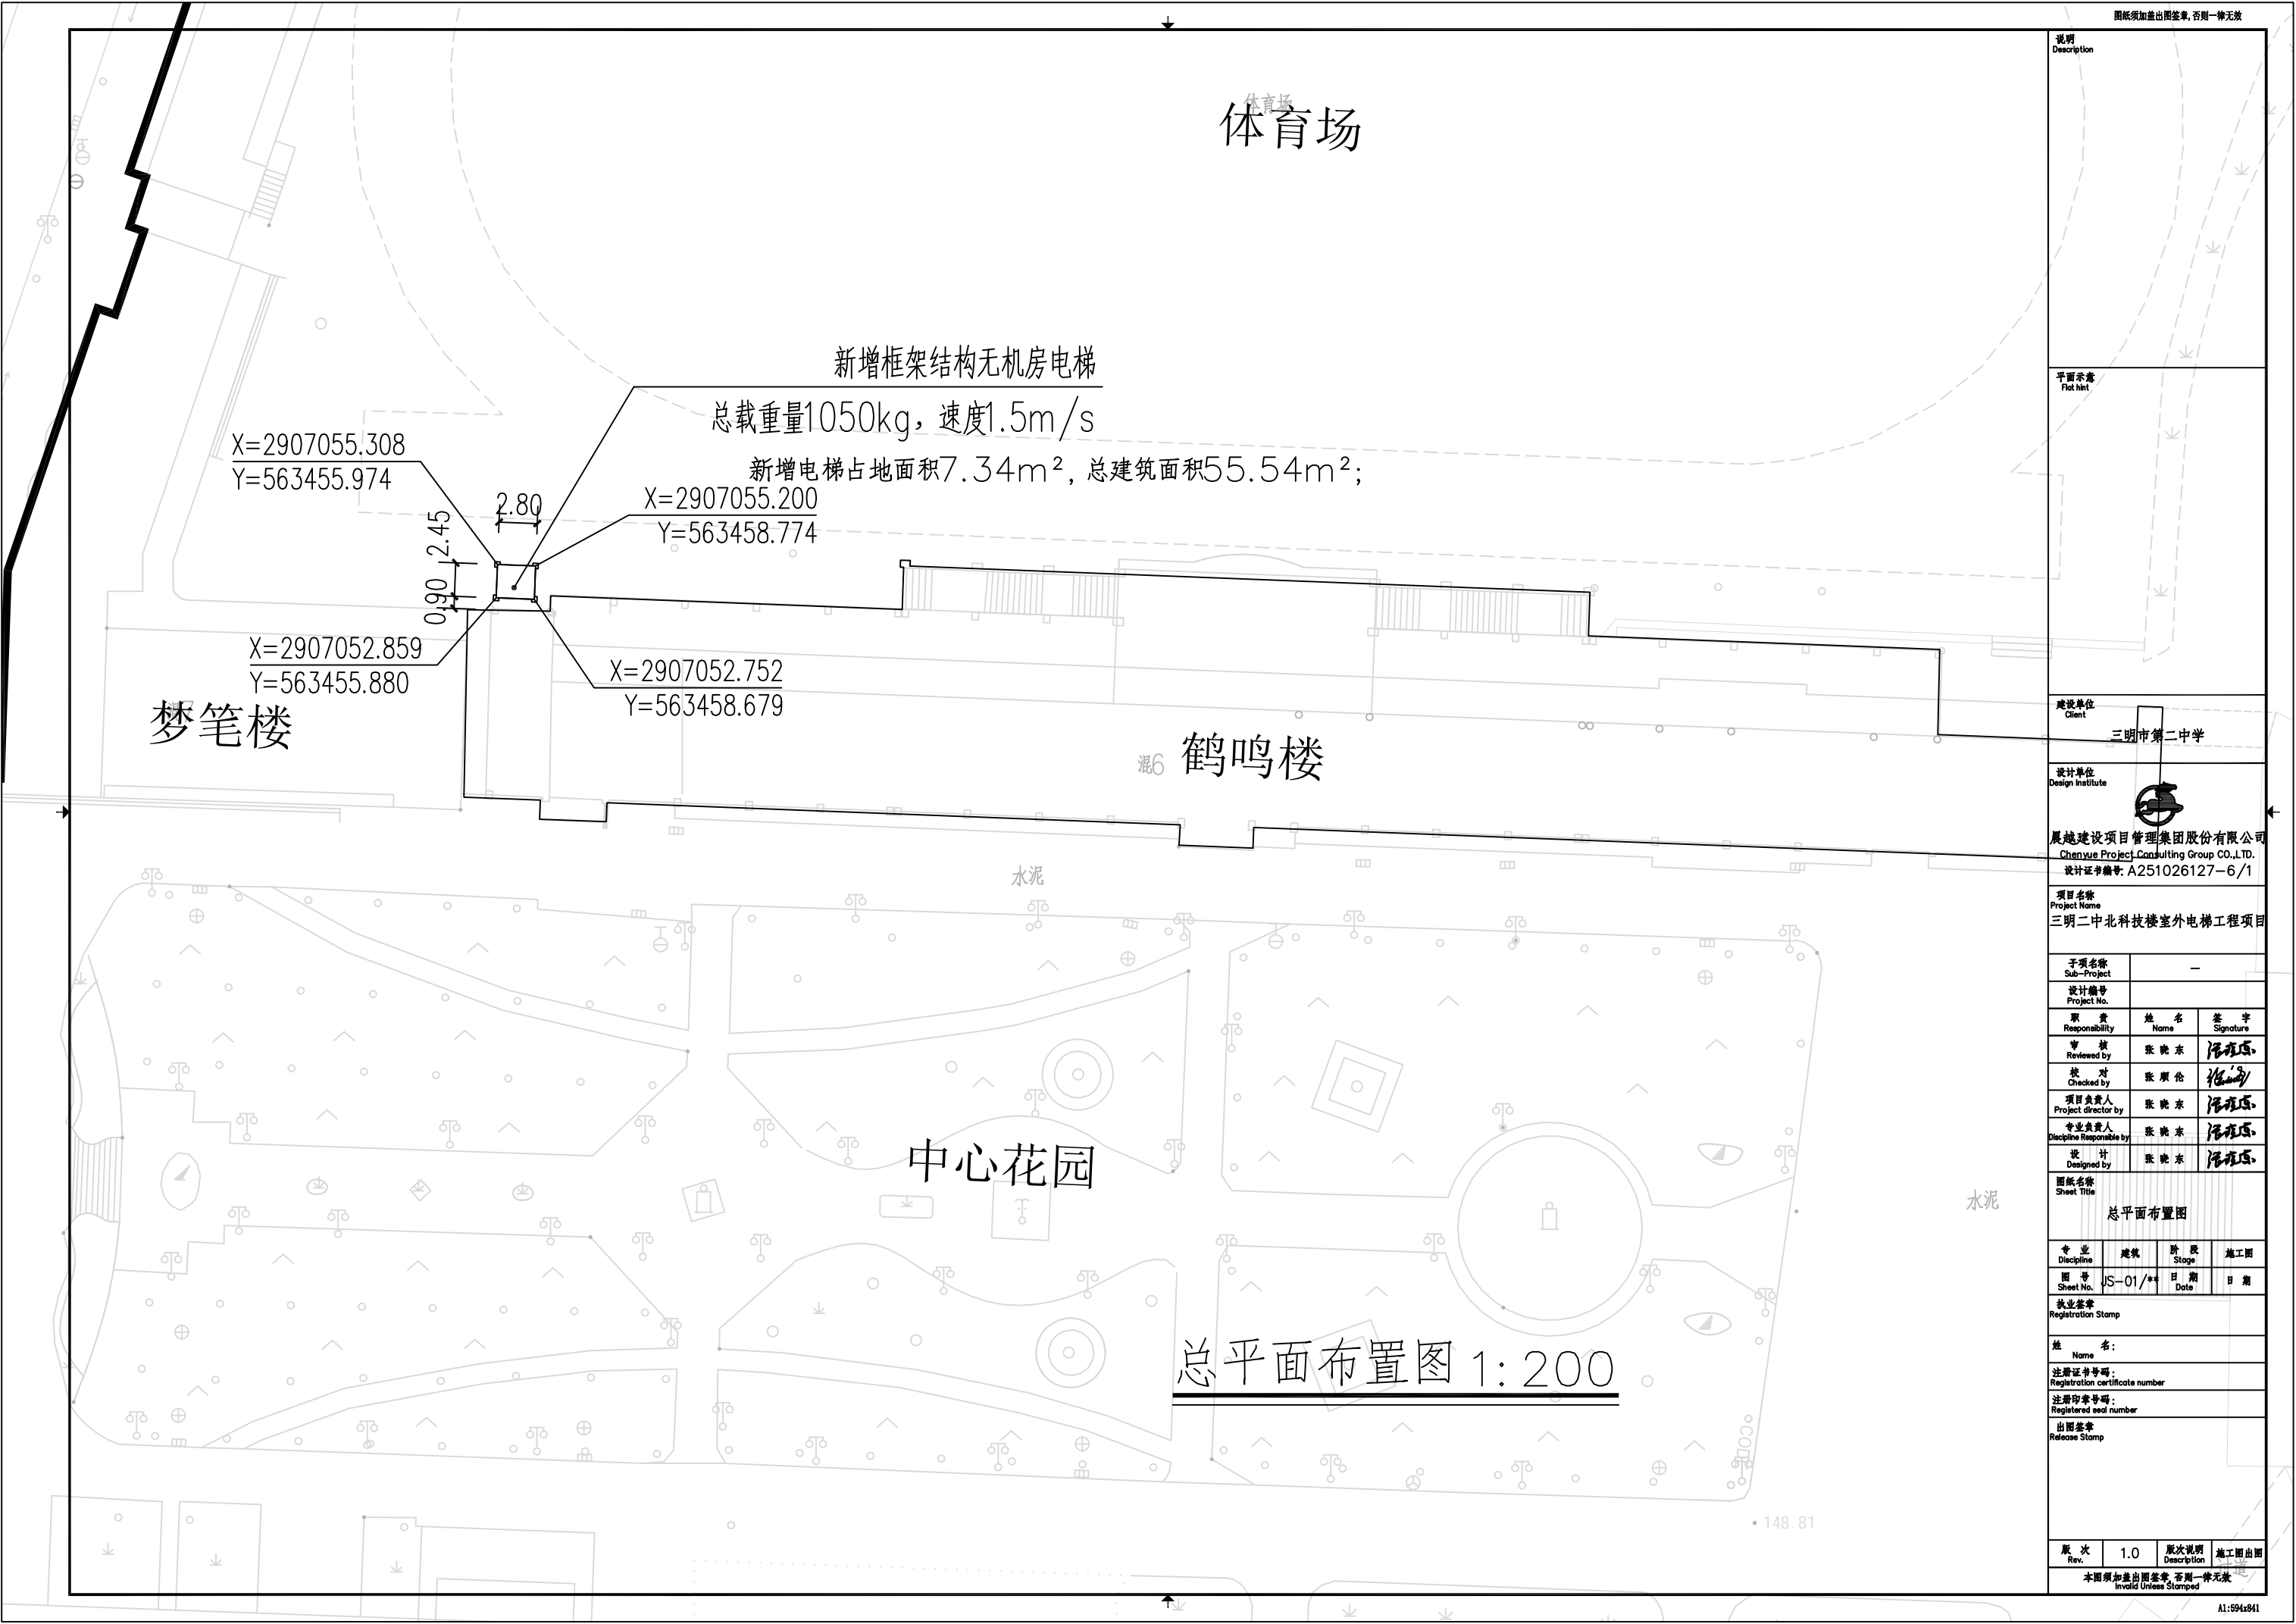 图纸须加盖出图签章,否则一律无效
体育场
体育场
新增框架结构无机房电梯
总载重量1050kg，速度1.5m/s
新增电梯占地面积7.34m²，总建筑面积55.54m²；
X=2907055.308
Y=563455.974
X=2907055.200
Y=563458.774
2.80
2.45
0.90
X=2907052.859
Y=563455.880
X=2907052.752
Y=563458.679
梦笔楼
混6
鹤鸣楼
水泥
中心花园
水泥
总平面布置图 1:200
148.81
说明
Description
平面示意
Flat hint
建设单位
Client
三明市第二中学
设计单位
Design Institute
晨越建设项目管理集团股份有限公司
Chenyue Project Consulting Group CO.,LTD.
设计证书编号: A251026127-6/1
项目名称
Project Name
三明二中北科技楼室外电梯工程项目
子项名称
Sub-Project
—
设计编号
Project No.
职 责 姓 名 签 字
Responsibility Name Signature
审 核 张 晓 东
Reviewed by
校 对 张 顺 伦
Checked by
项目负责人 张 晓 东
Project director by
专业负责人 张 晓 东
Discipline Responsible by
设 计 张 晓 东
Designed by
图纸名称
Sheet Title
总平面布置图
专 业 建筑 阶 段 施工图
Discipline Stage
图 号 JS-01/** 日 期 日 期
Sheet No. Date
执业签章
Registration Stamp
姓 名:
Name
注册证书号码:
Registration certificate number
注册印章号码:
Registered seal number
出图签章
Release Stamp
版 次 1.0 版次说明 施工图出图
Rev. Description
本图须加盖出图签章,否则一律无效
Invalid Unless Stamped
A1:594x841